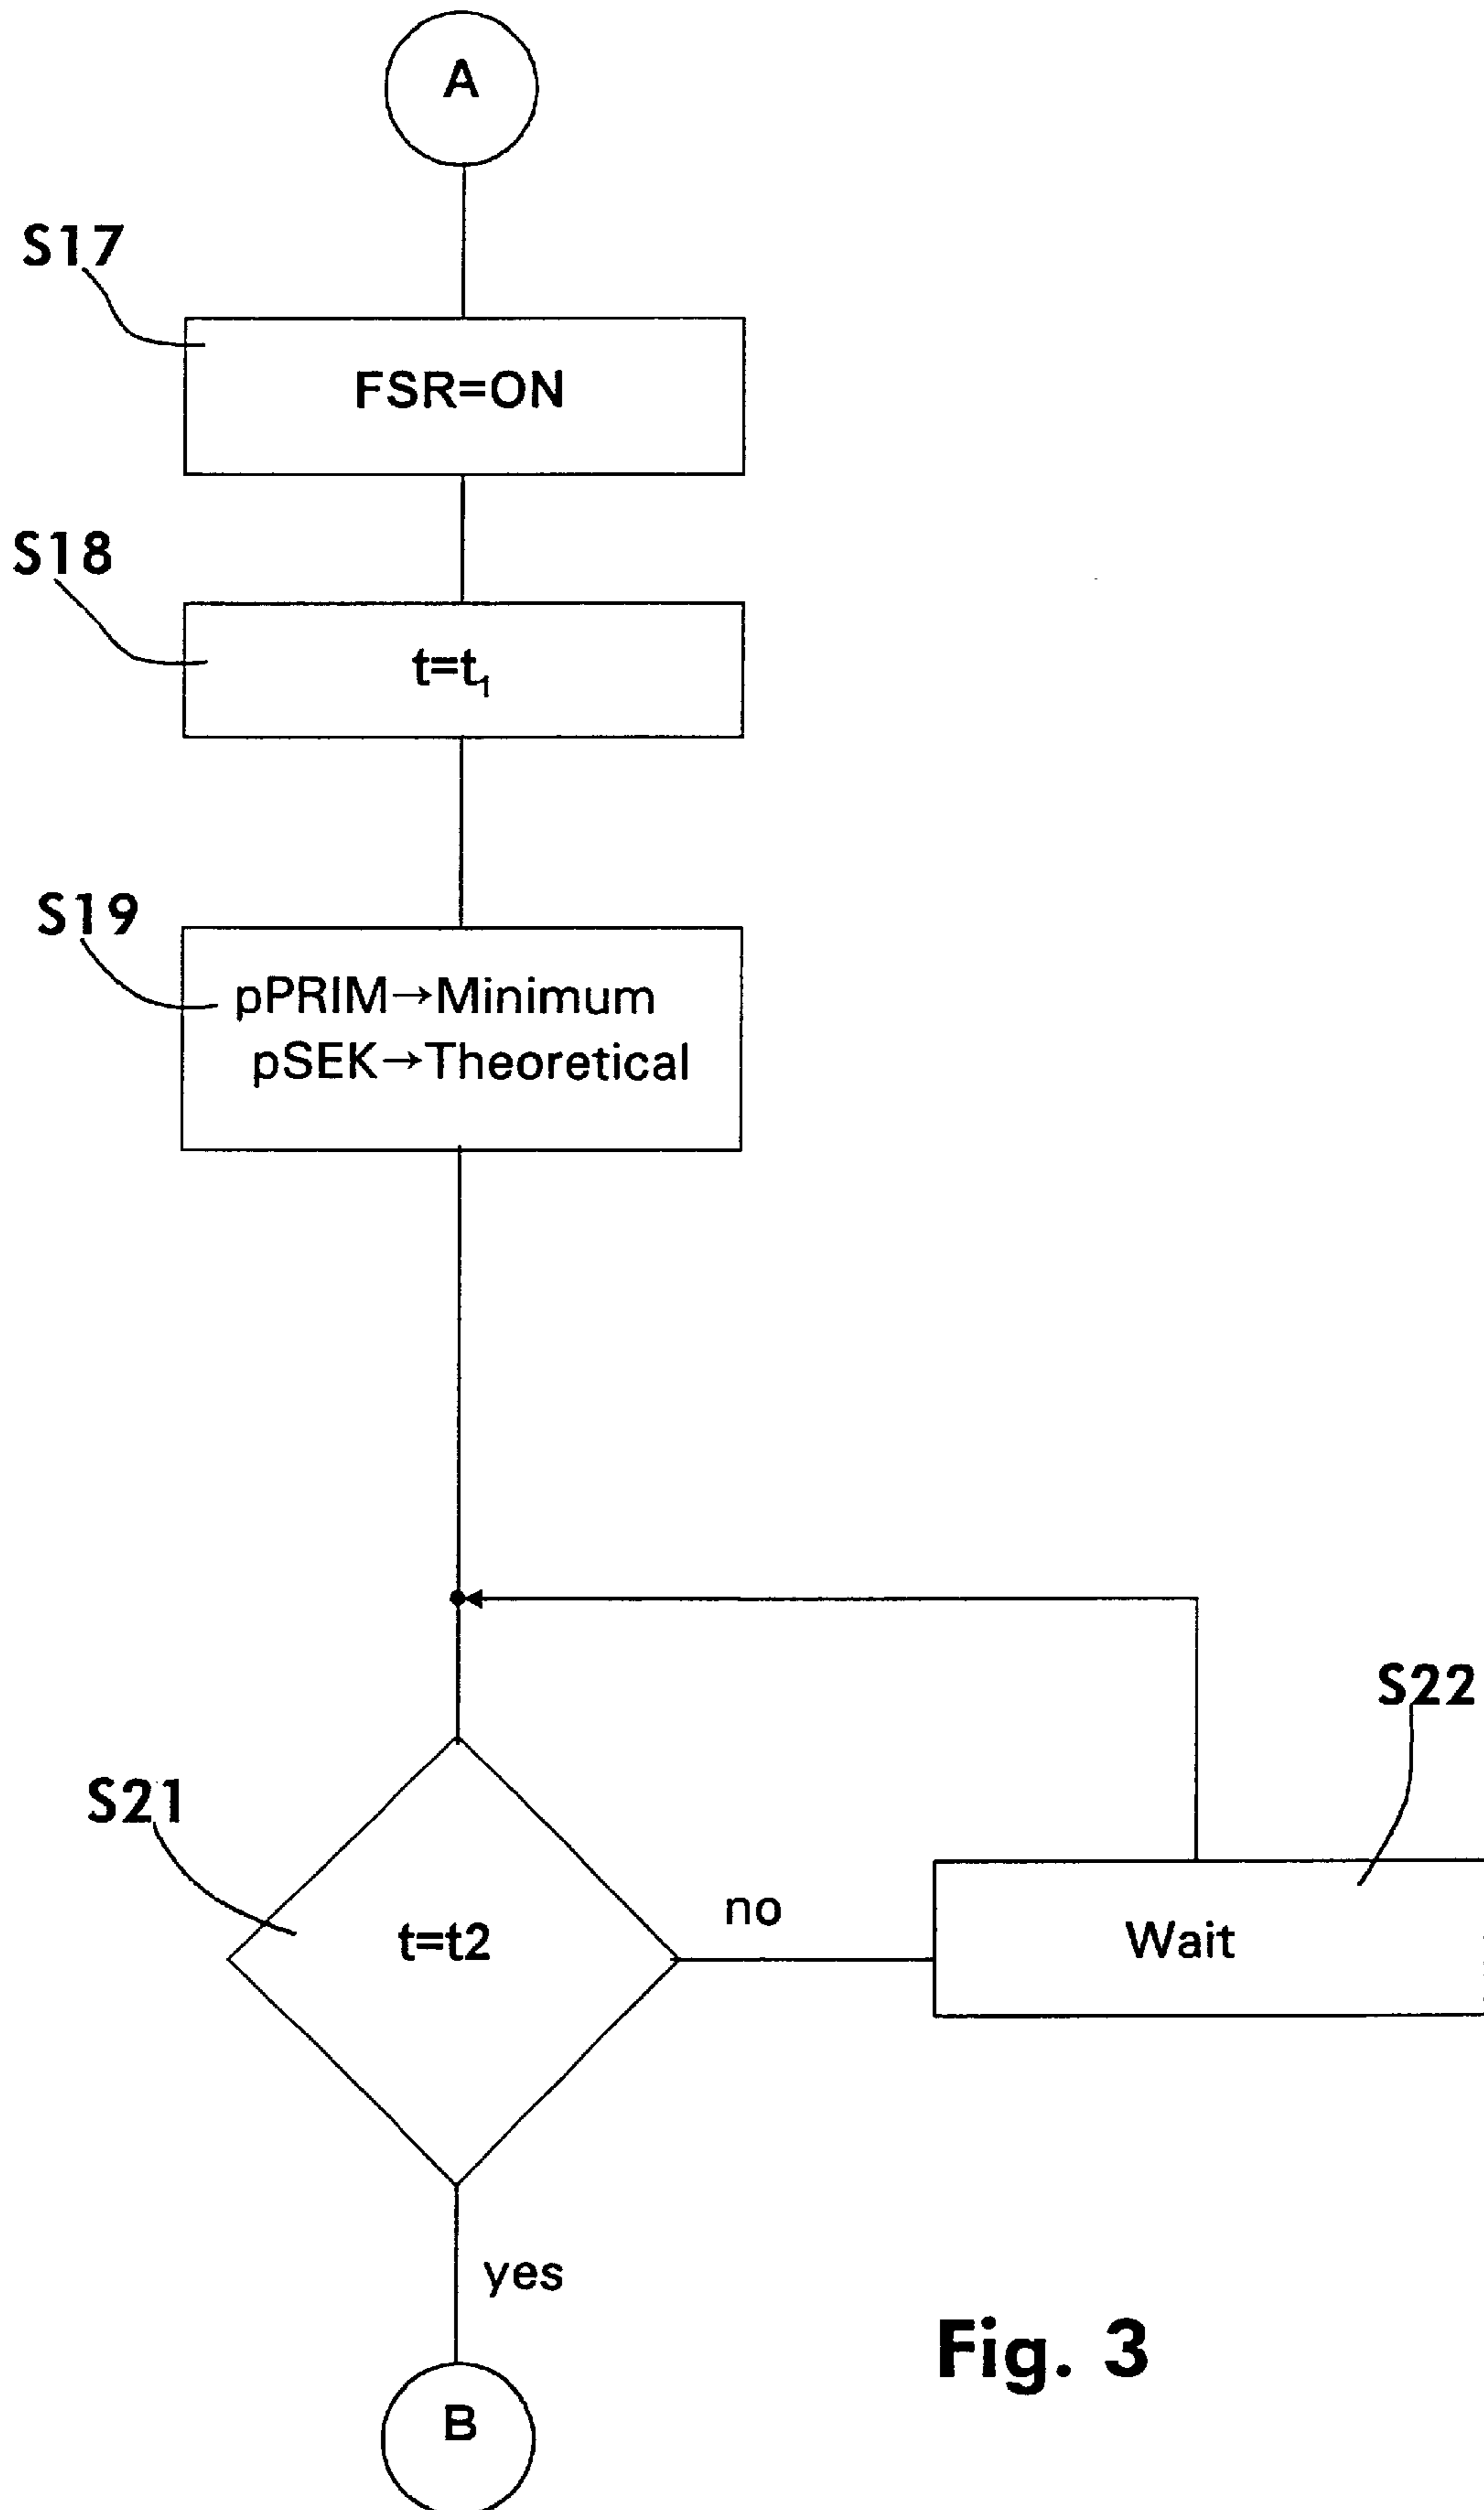 A
S17
FSR=ON
S18
t=t₁
S19
pPRIM→Minimum
pSEK→Theoretical
S22
S21
t=t2
no
Wait
yes
Fig. 3
B